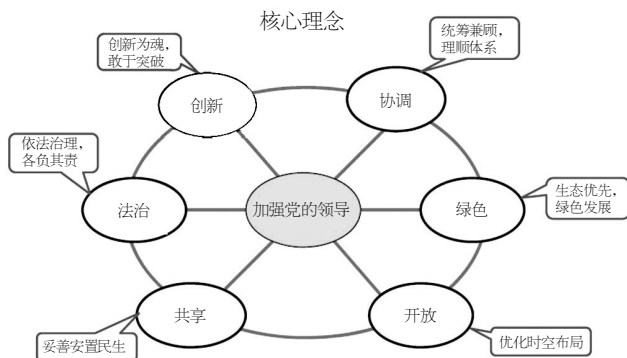 核心理念
创新为魂，
敢于突破
统筹兼顾，
理顺体系
创新
协调
依法治理，
各负其责
法治
加强党的领导
绿色
生态优先，
绿色发展
共享
开放
妥善安置民生
优化时空布局